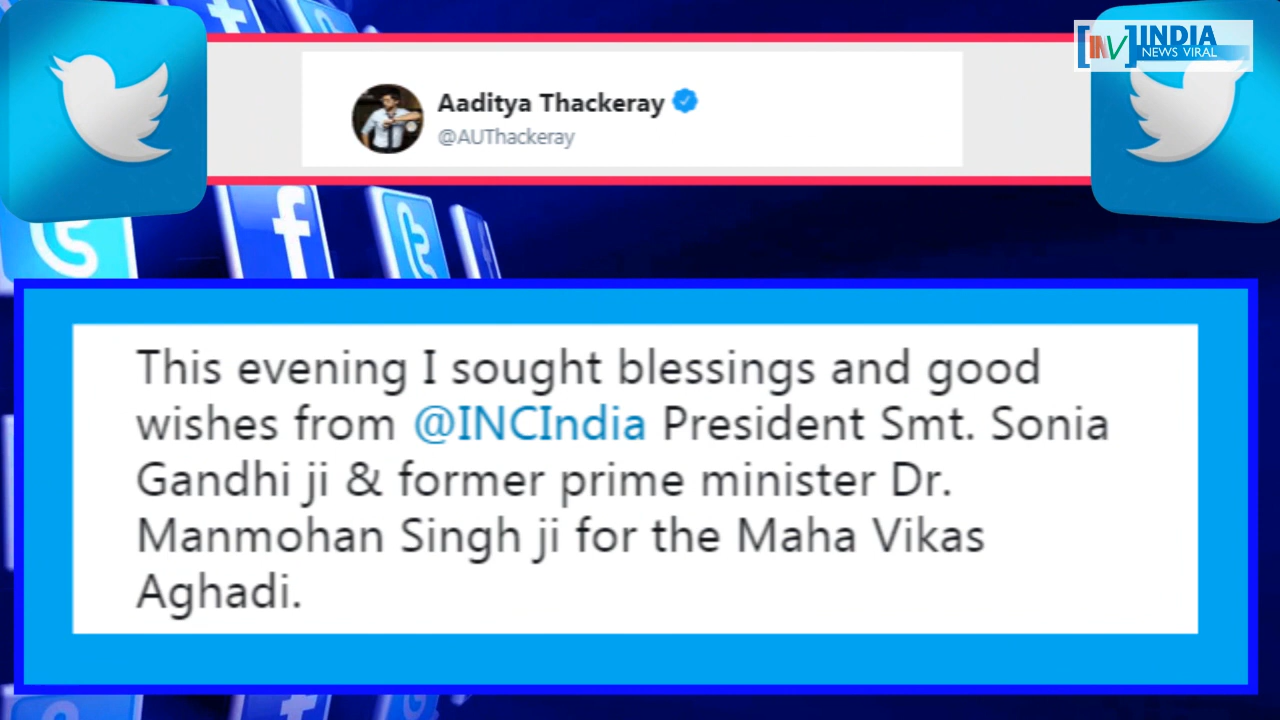 INDIA
NEWS VIRAL
Aaditya Thackeray
@AUThackeray
This evening I sought blessings and good
wishes from @INCIndia President Smt. Sonia
Gandhi ji & former prime minister Dr.
Manmohan Singh ji for the Maha Vikas
Aghadi.